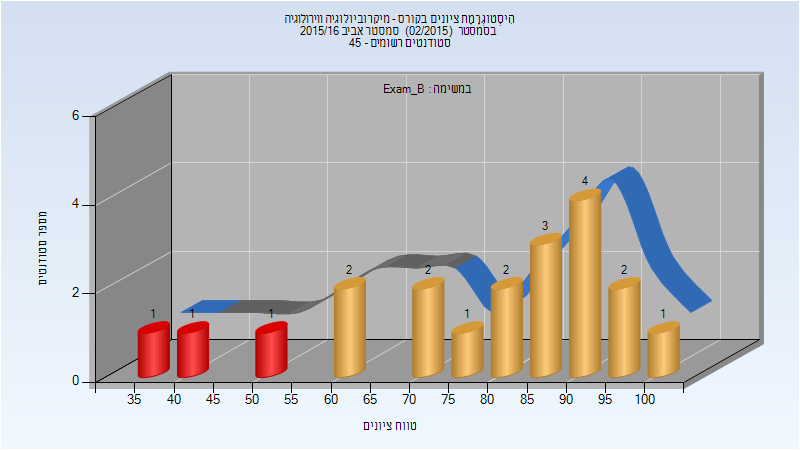 הִיסְטוֹגְרָמַת ציונים בקורס - מיקרוביולוגיה ווירולוגיה
בסמסטר (02/2015) סמסטר אביב 2015/16
סטודנטים רשומים - 45
במשימה : Exam_B
מספר סטודנטים
6
4
2
0
1
1
1
2
2
1
2
3
4
2
1
35 40 45 50 55 60 65 70 75 80 85 90 95 100
טווח ציונים